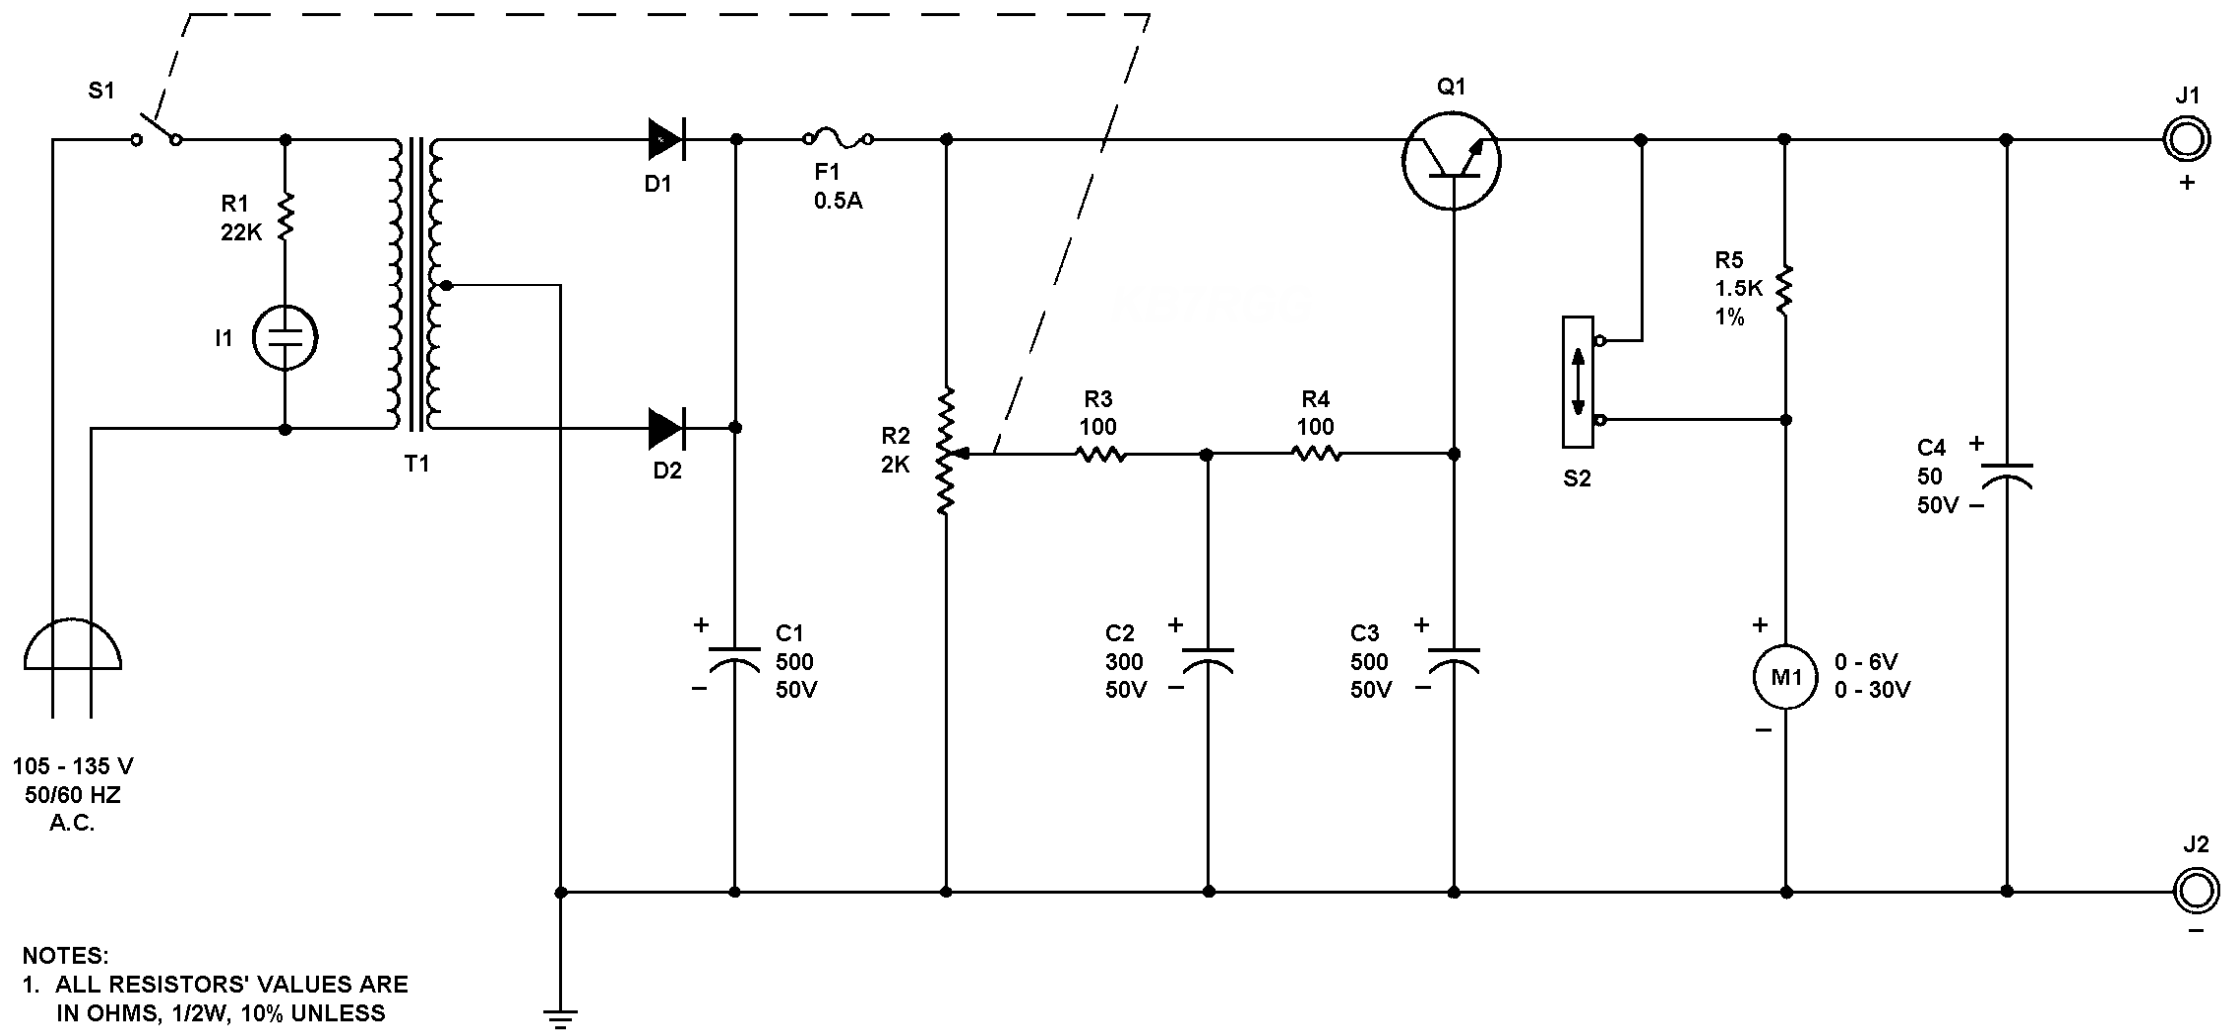 S1
R1
22K
I1
T1
D1
D2
F1
0.5A
R2
2K
R3
100
R4
100
Q1
S2
R5
1.5K
1%
J1
+
C4
50
50V
+
–
+
–
C1
500
50V
C2
300
50V
+
–
C3
500
50V
+
–
+
M1
–
0 - 6V
0 - 30V
J2
–
105 - 135 V
50/60 HZ
A.C.
NOTES:
1. ALL RESISTORS' VALUES ARE
IN OHMS, 1/2W, 10% UNLESS